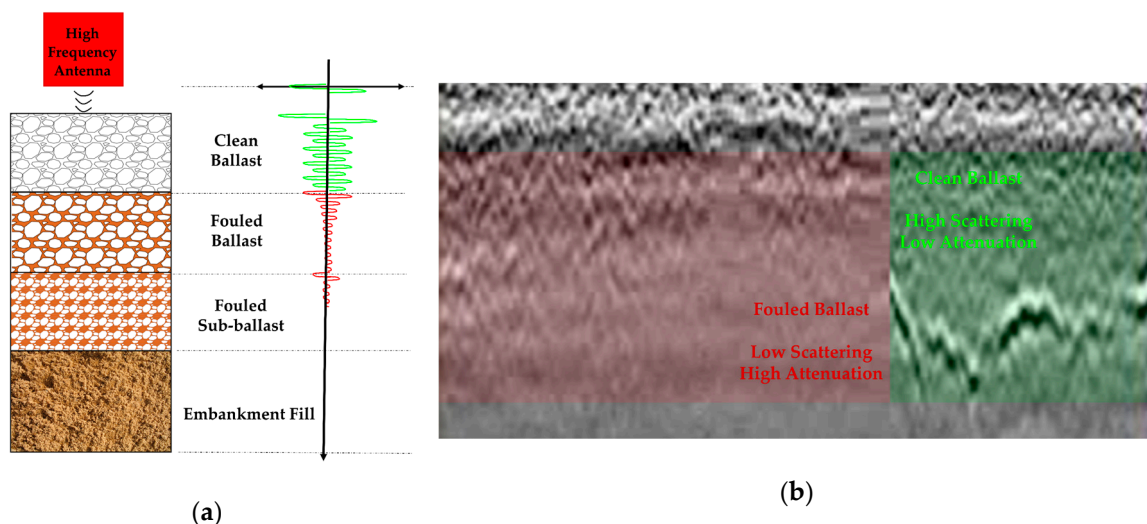 High
Frequency
Antenna
Clean
Ballast
Fouled
Ballast
Fouled
Sub-ballast
Embankment Fill
(a)
Clean Ballast
High Scattering
Low Attenuation
Fouled Ballast
Low Scattering
High Attenuation
(b)